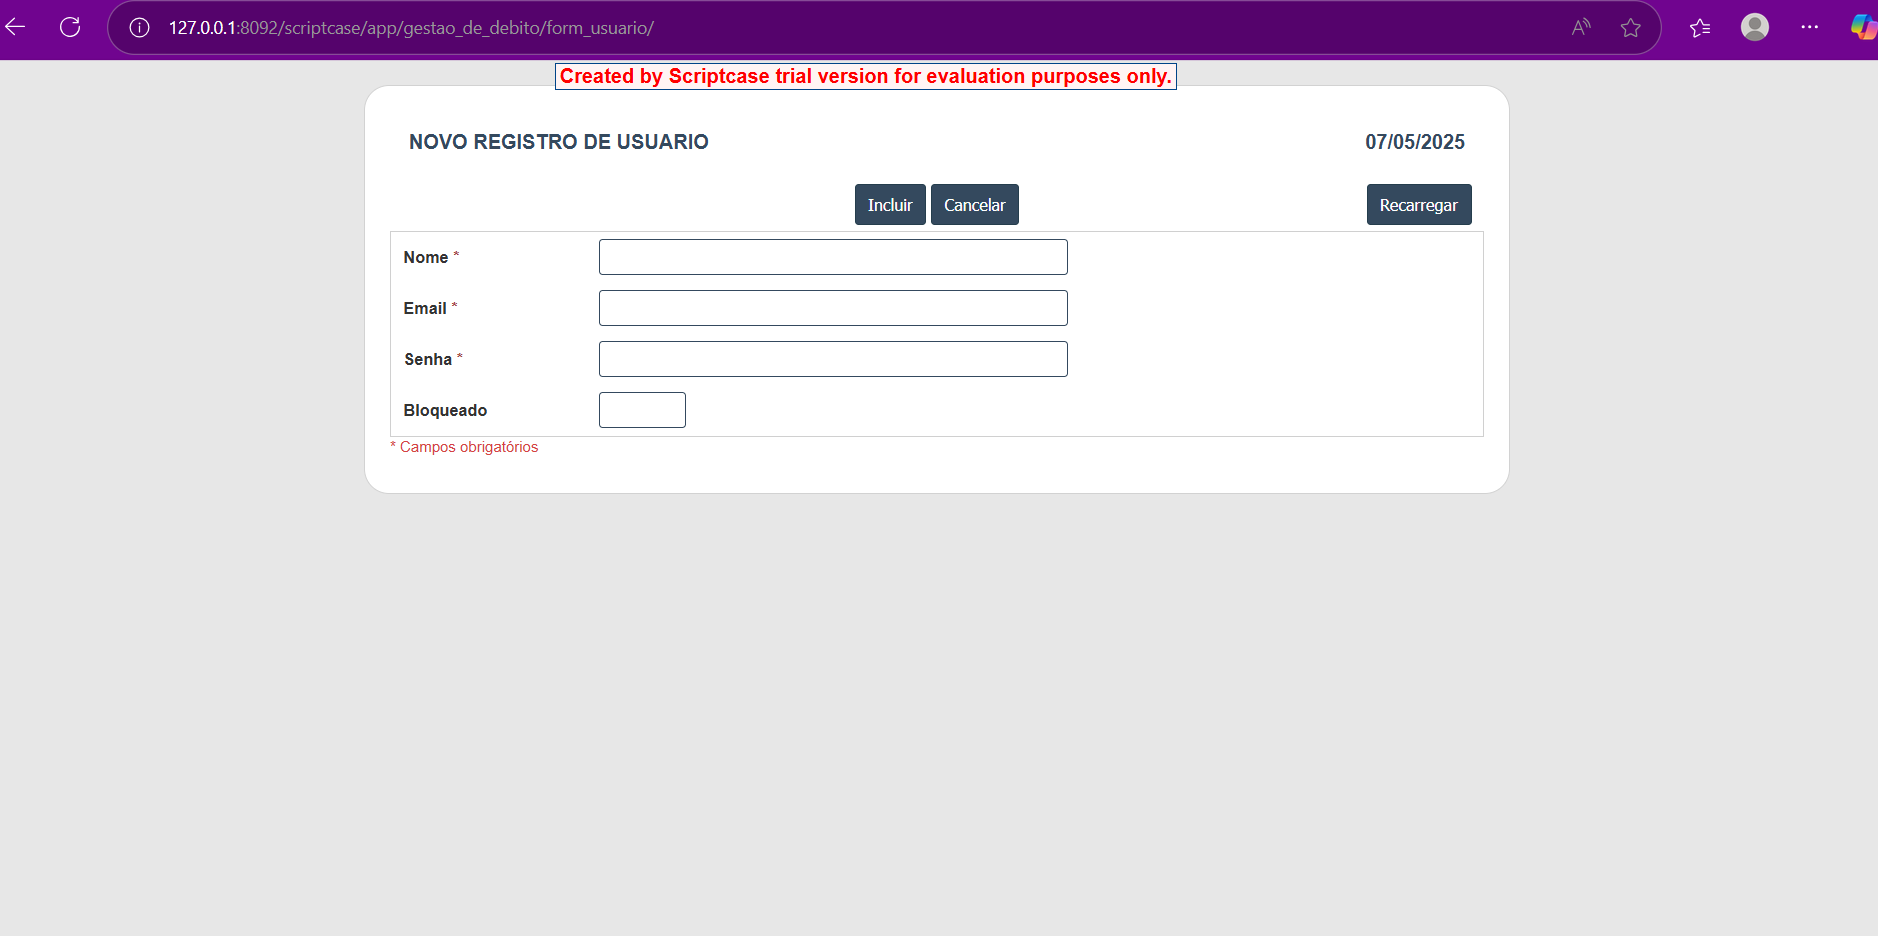 127.0.0.1:8092/scriptcase/app/gestao_de_debito/form_usuario/
Created by Scriptcase trial version for evaluation purposes only.
NOVO REGISTRO DE USUARIO 07/05/2025
Incluir Cancelar Recarregar
Nome *
Email *
Senha *
Bloqueado
* Campos obrigatórios